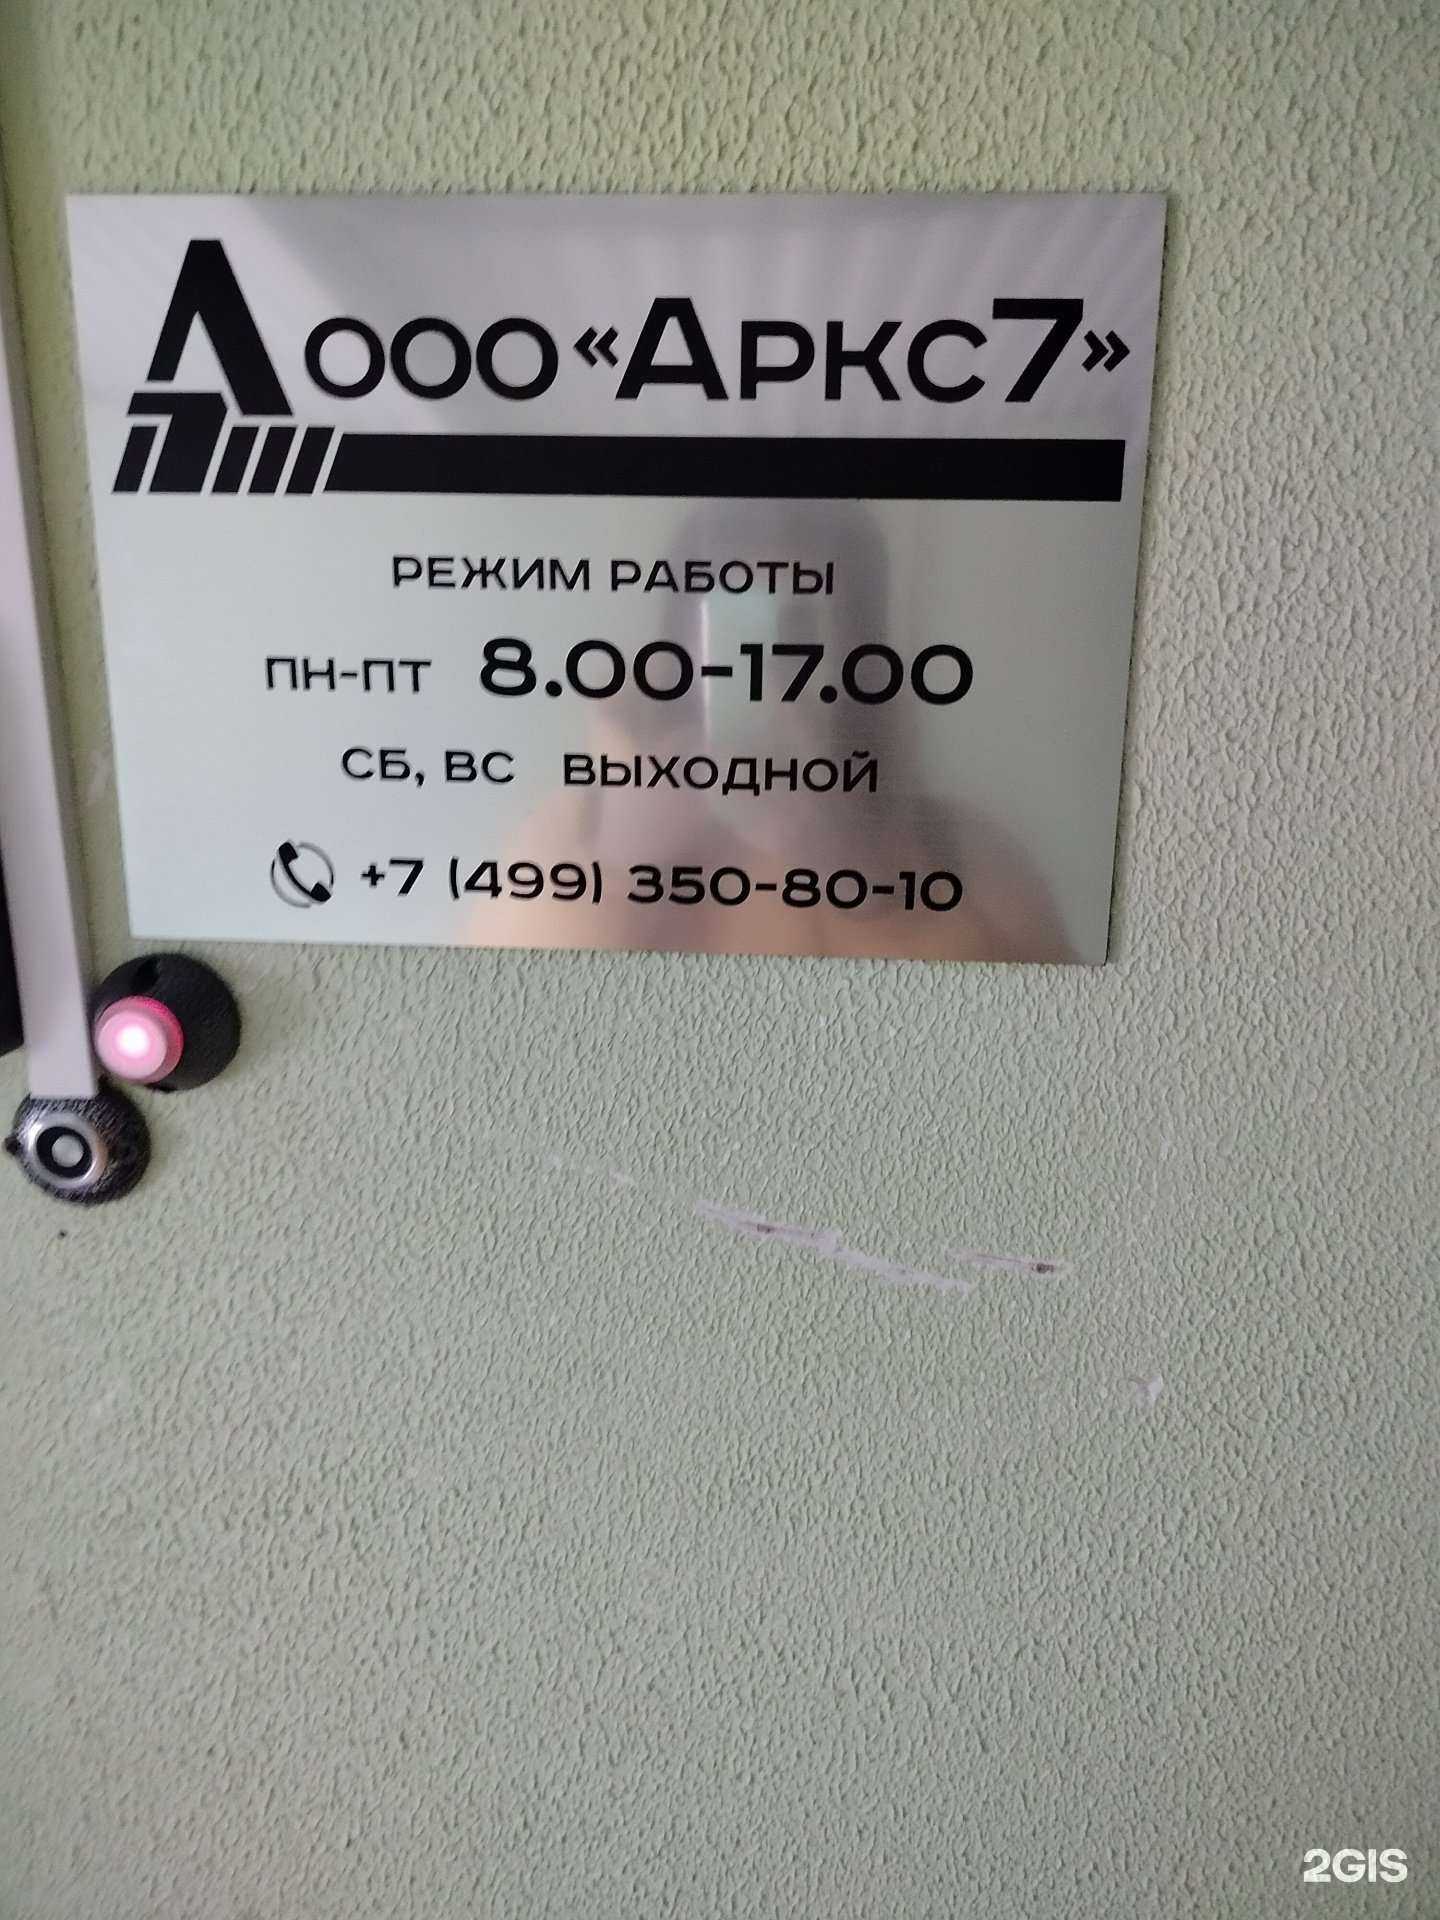 ООО «Аркс7»
РЕЖИМ РАБОТЫ
ПН-ПТ 8.00-17.00
СБ, ВС ВЫХОДНОЙ
+7 (499) 350-80-10
2GIS